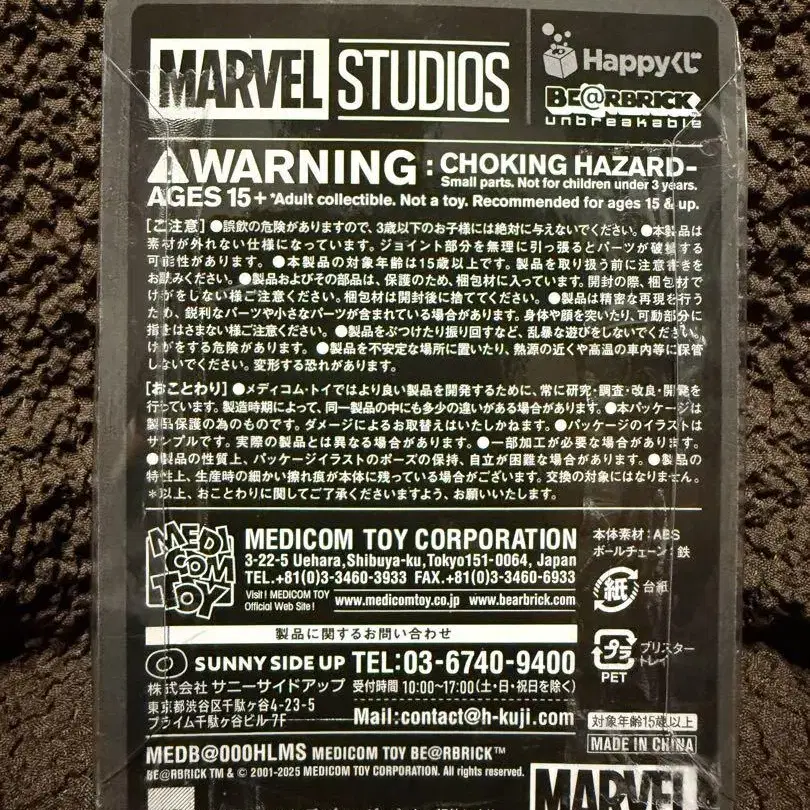 MARVEL STUDIOS
Happyくじ
BE@RBRICK
unbreakable
WARNING : CHOKING HAZARD-
Small parts. Not for children under 3 years.
AGES 15+ *Adult collectible. Not a toy. Recommended for ages 15 & up.
[ご注意] ●誤飲の危険がありますので、3歳以下のお子様には絶対に与えないでください。●本製品は
素材が外れない仕様になっています。ジョイント部分を無理に引っ張るとパーツが破損する
可能性があります。●本製品の対象年齢は15歳以上です。製品を取り扱う前に注意書きを
お読みください。●製品およびその部品は、保護のため、梱包材に入っています。開封の際、梱包材で
けがをしない様ご注意ください。梱包材は開封後に捨ててください。●製品は精密な再現を行う
ため、鋭利なパーツや小さなパーツが含まれている場合があります。身体や顔を突いたり、可動部分に
指をはさまない様ご注意ください。●製品をぶつけたり振り回すなど、乱暴な遊びをしないでください。
けがをする危険があります。●製品を不安定な場所に置いたり、熱源の近くや高温の車内等に保管
しないでください。変形する恐れがあります。
[おことわり] ●メディコム・トイではより良い製品を開発するために、常に研究・調査・改良・開発を
行っています。製造時期によって、同一製品の中にも多少の違いがある場合があります。●本パッケージは
製品保護の為のものです。ダメージによるお取替えはいたしかねます。●パッケージのイラストは
サンプルです。実際の製品とは異なる場合があります。●一部加工が必要な場合があります。
●製品の性質上、パッケージイラストのポーズの保持、自立が困難な場合があります。●製品の
特性上、生産時の細かい擦れ痕が本体に残っている場合がございます。交換の対象にはなりません。
*以上、おことわりに関してご了承くださいますよう、お願いいたします。
MEDI COM TOY
MEDICOM TOY CORPORATION
3-22-5 Uehara,Shibuya-ku,Tokyo151-0064, Japan
TEL.+81(0)3-3460-3933 FAX.+81(0)3-3460-6933
Visit ! MEDICOM TOY
Official Web Site !
www.medicomtoy.co.jp www.bearbrick.com
本体素材:ABS
ボールチェーン:鉄
紙 台紙
プラ ブリスター
トレイ
PET
製品に関するお問い合わせ
SUNNY SIDE UP TEL:03-6740-9400
株式会社 サニーサイドアップ 受付時間 10:00~17:00(土・日・祝日を除く)
東京都渋谷区千駄ヶ谷4-23-5
プライム千駄ヶ谷ビル 7F
Mail:contact@h-kuji.com
対象年齢15歳以上
MADE IN CHINA
MEDB@000HLMS MEDICOM TOY BE@RBRICK™
BE@RBRICK TM & © 2001-2025 MEDICOM TOY CORPORATION. All rights reserved.
MARVEL